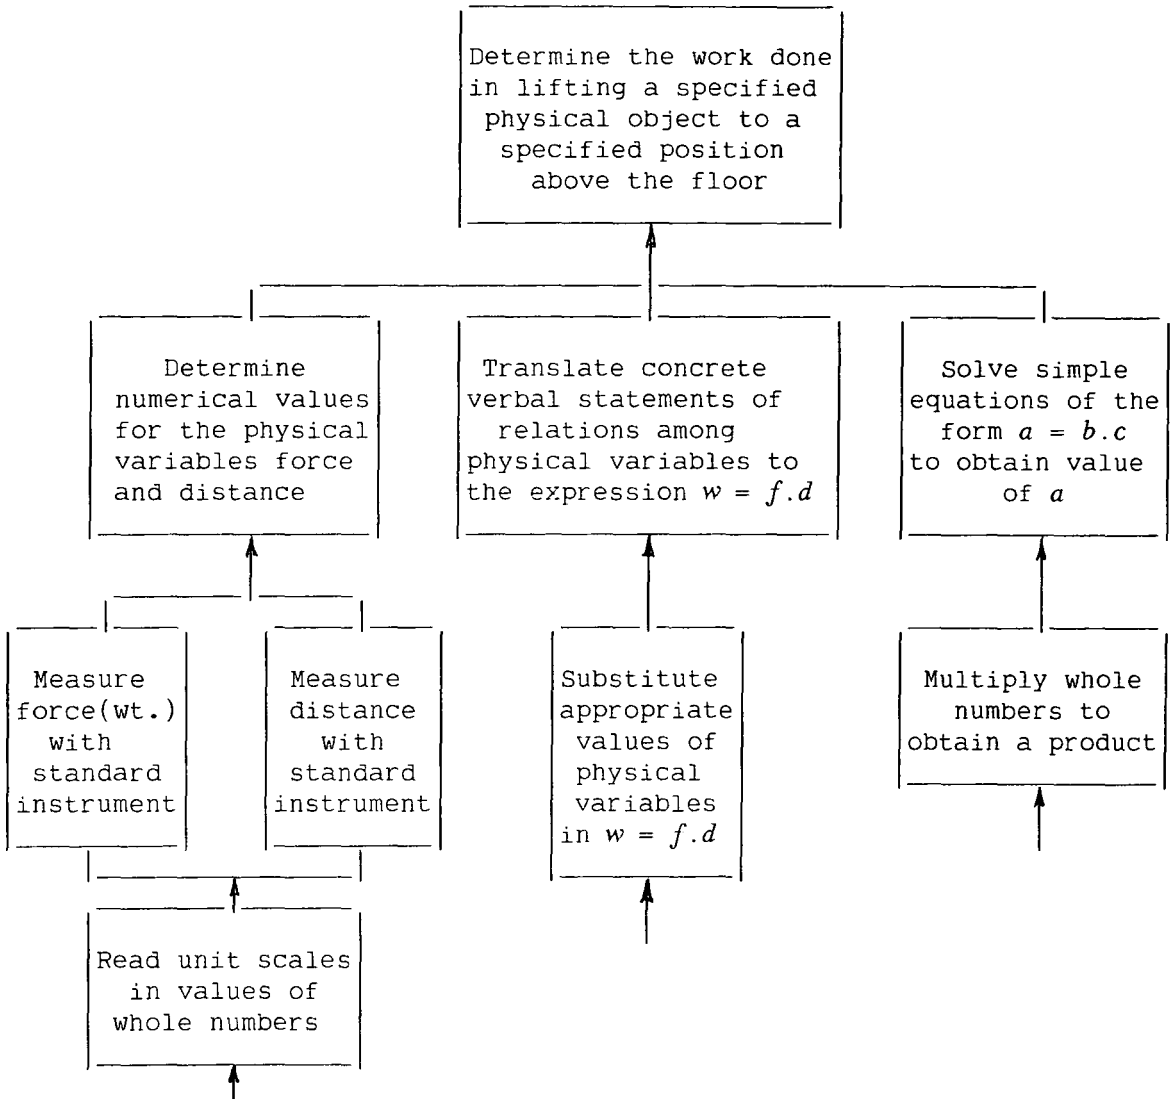 Determine the work done
in lifting a specified
physical object to a
specified position
above the floor
Determine
numerical values
for the physical
variables force
and distance
Translate concrete
verbal statements of
relations among
physical variables to
the expression w = f.d
Solve simple
equations of the
form a = b.c
to obtain value
of a
Measure
force(wt.)
with
standard
instrument
Measure
distance
with
standard
instrument
Substitute
appropriate
values of
physical
variables
in w = f.d
Multiply whole
numbers to
obtain a product
Read unit scales
in values of
whole numbers